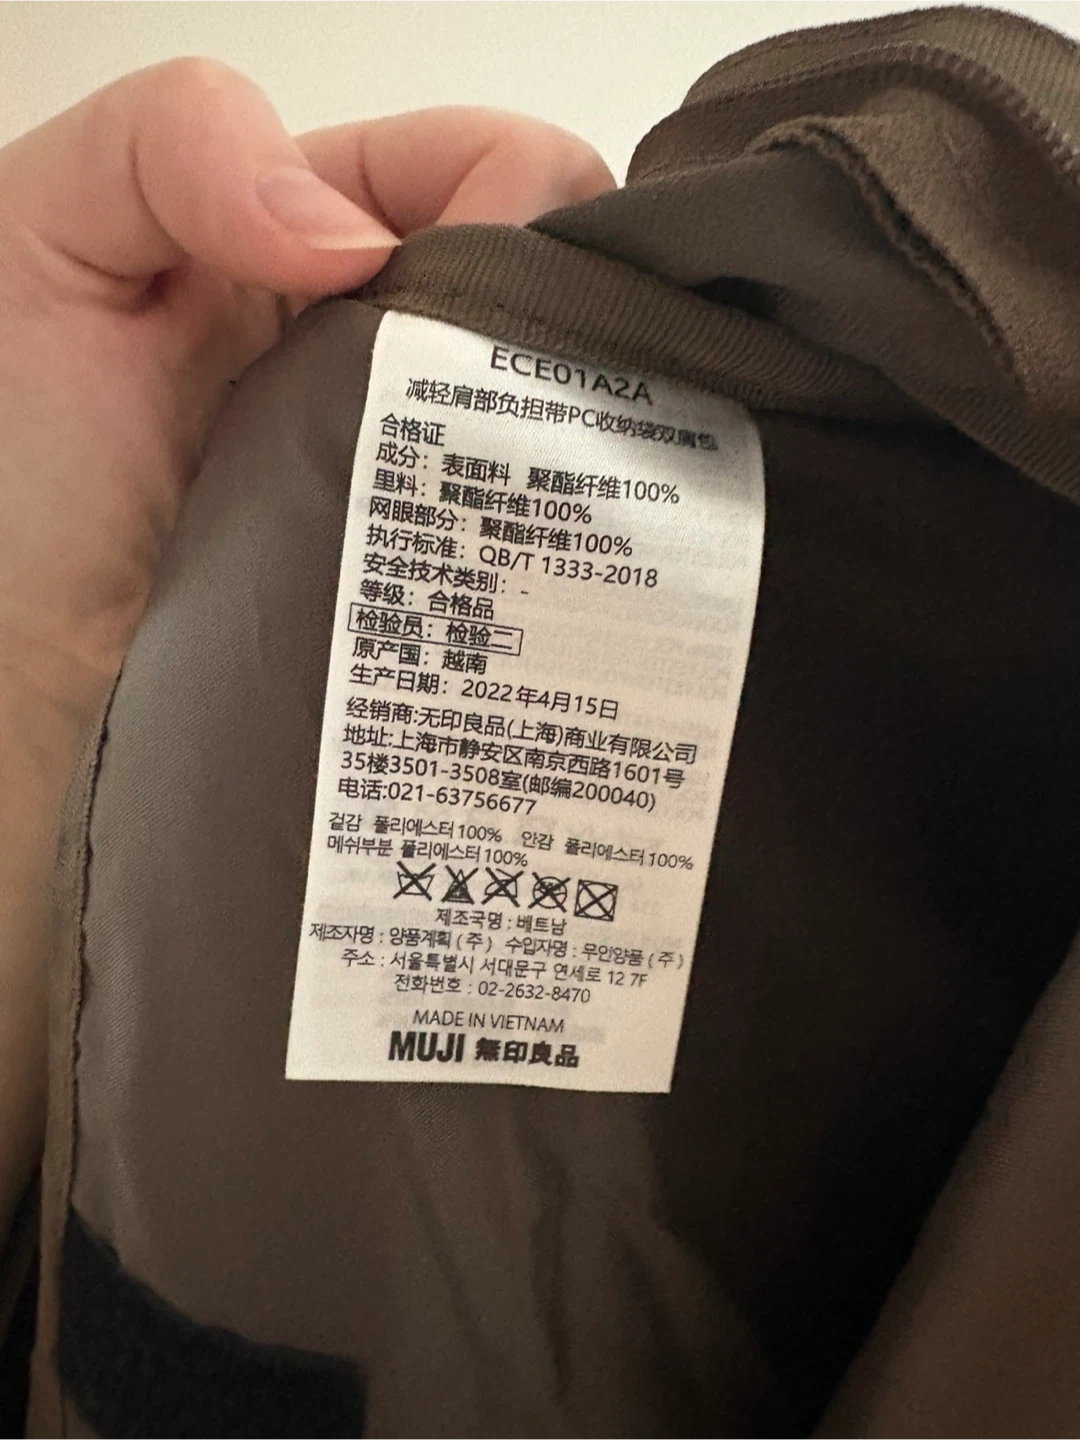 ECE01A2A
减轻肩部负担带PC收纳袋双肩包
合格证
成分：表面料 聚酯纤维100%
里料：聚酯纤维100%
网眼部分：聚酯纤维100%
执行标准：QB/T 1333-2018
安全技术类别：-
等级：合格品
检验员：检验二
原产国：越南
生产日期：2022年4月15日
经销商:无印良品(上海)商业有限公司
地址:上海市静安区南京西路1601号
35楼3501-3508室(邮编200040)
电话:021-63756677
겉감 폴리에스터100% 안감 폴리에스터100%
메쉬부분 폴리에스터100%
제조국명 : 베트남
제조자명 : 양품계획 (주) 수입자명 : 무인양품 (주)
주소 : 서울특별시 서대문구 연세로 12 7F
전화번호 : 02-2632-8470
MADE IN VIETNAM
MUJI 無印良品